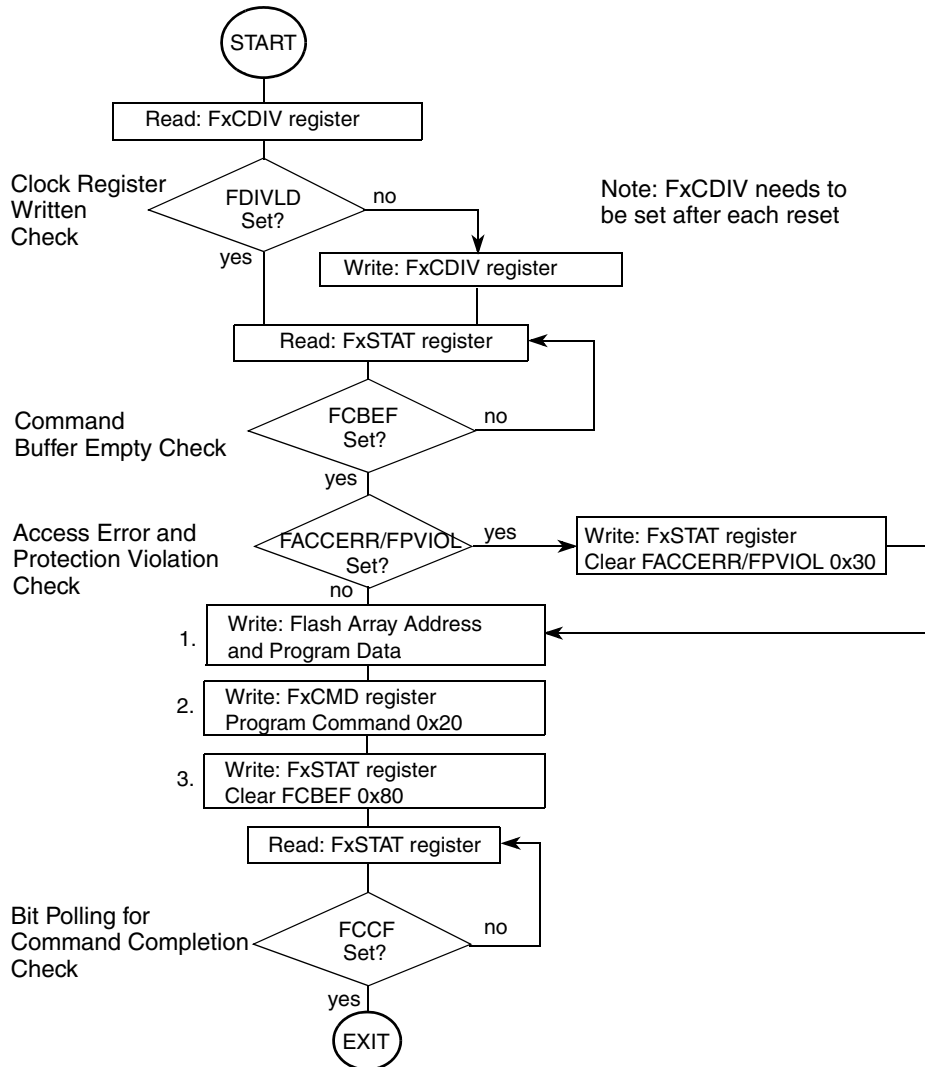 START
Read: FxCDIV register
Clock Register
Written
Check
FDIVLD
Set?
no
yes
Note: FxCDIV needs to
be set after each reset
Write: FxCDIV register
Read: FxSTAT register
Command
Buffer Empty Check
FCBEF
Set?
no
yes
Access Error and
Protection Violation
Check
FACCERR/FPVIOL
Set?
yes
no
Write: FxSTAT register
Clear FACCERR/FPVIOL 0x30
1.
Write: Flash Array Address
and Program Data
2.
Write: FxCMD register
Program Command 0x20
3.
Write: FxSTAT register
Clear FCBEF 0x80
Read: FxSTAT register
Bit Polling for
Command Completion
Check
FCCF
Set?
no
yes
EXIT